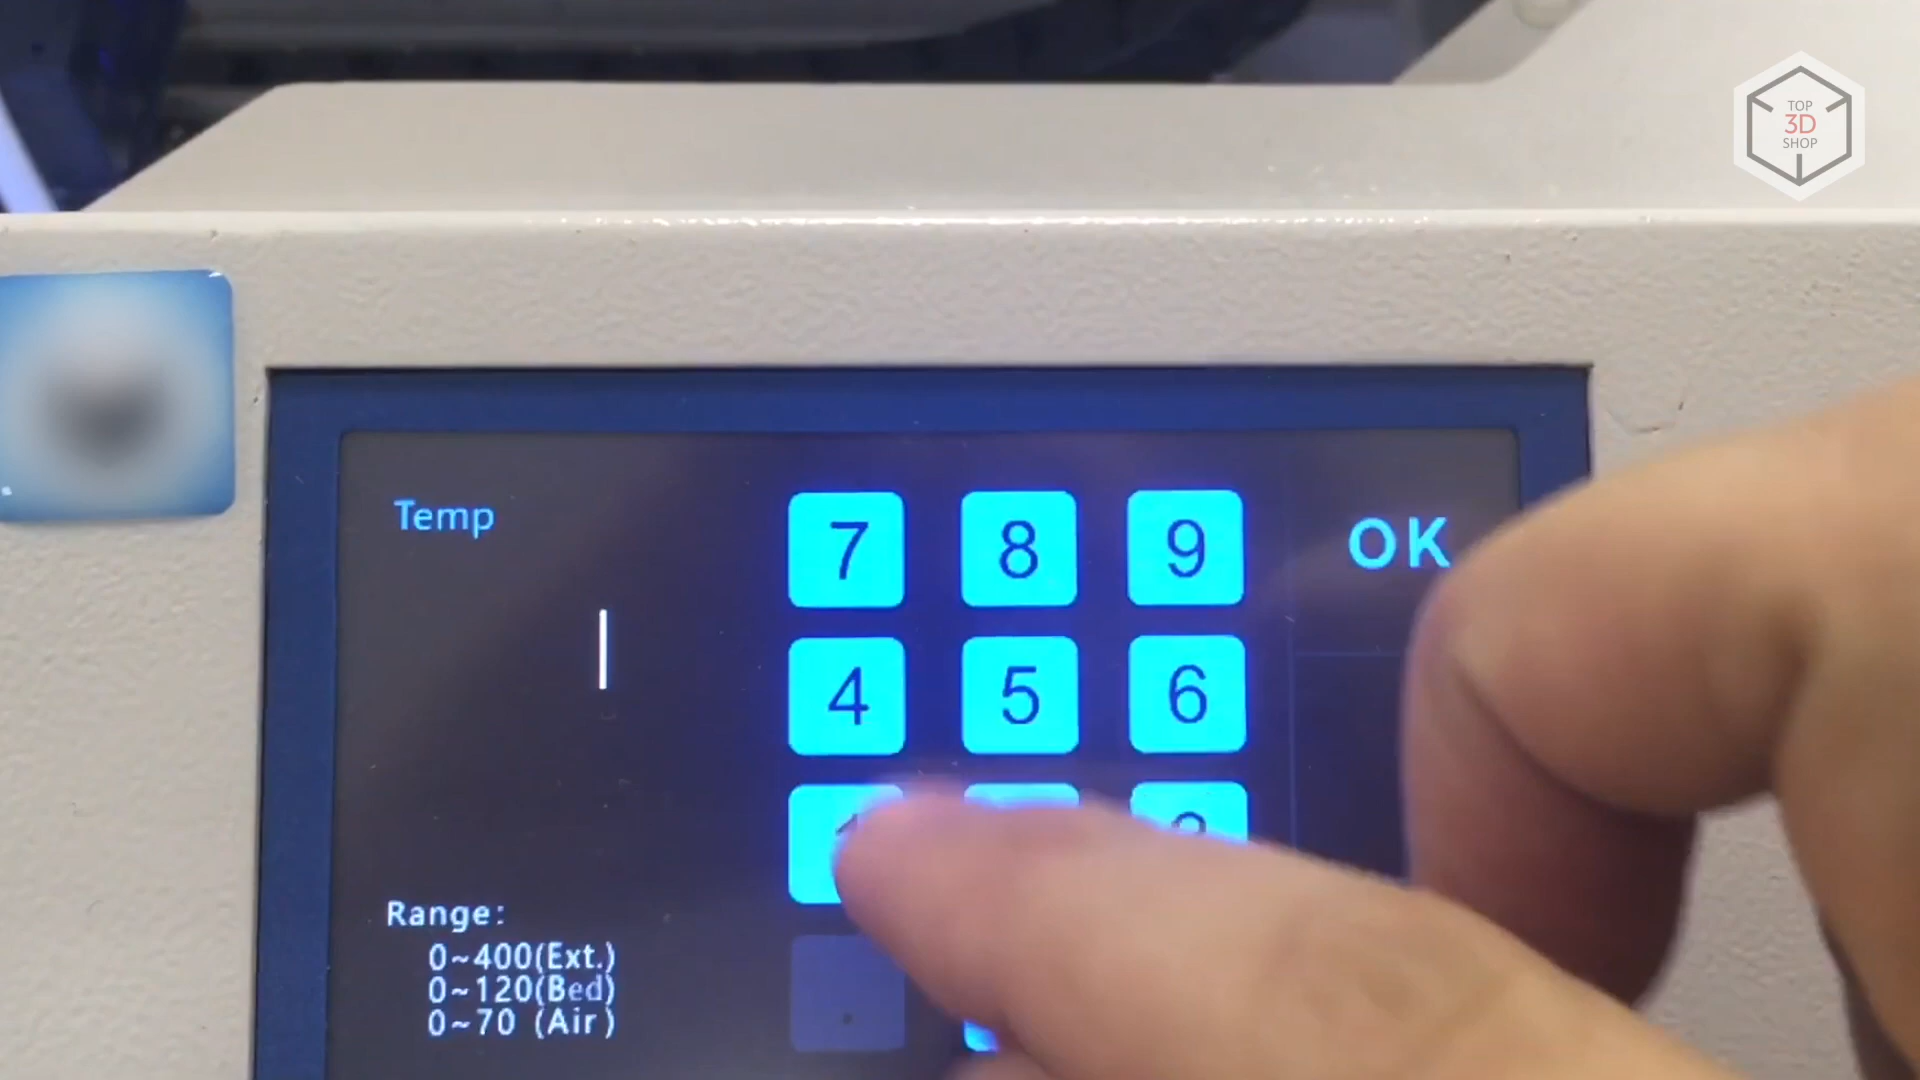 TOP
3D
SHOP
Temp
7 8 9
OK
4 5 6
1
Range:
0~400(Ext.)
0~120(Bed)
0~70 (Air)
.